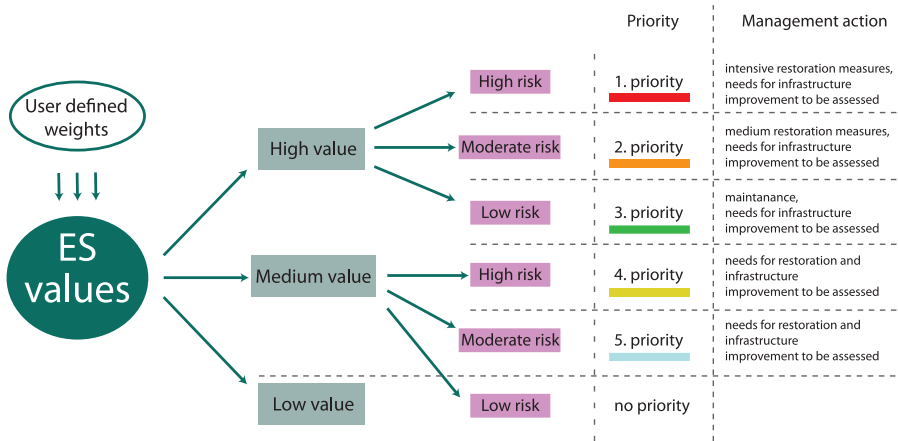 Priority
Management action
User defined
weights
ES
values
High value
Medium value
Low value
High risk
1. priority
intensive restoration measures,
needs for infrastructure
improvement to be assessed
Moderate risk
2. priority
medium restoration measures,
needs for infrastructure
improvement to be assessed
Low risk
3. priority
maintanance,
needs for infrastructure
improvement to be assessed
High risk
4. priority
needs for restoration and
infrastructure
improvement to be assessed
Moderate risk
5. priority
needs for restoration and
infrastructure
improvement to be assessed
Low risk
no priority